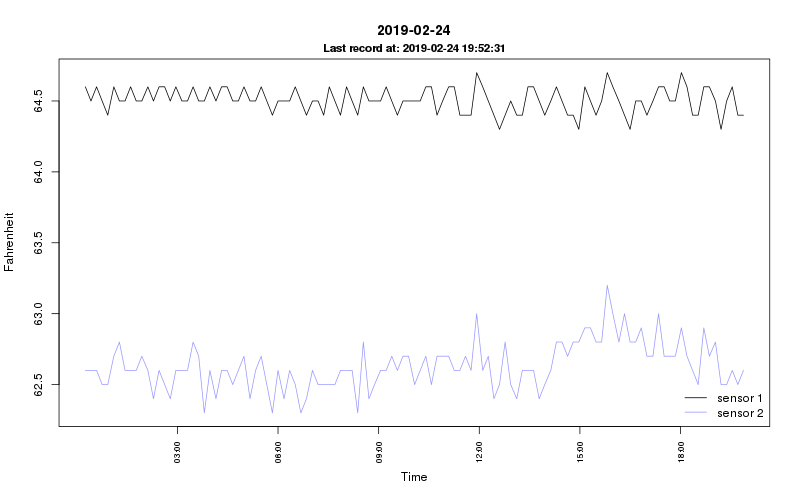 2019-02-24
Last record at: 2019-02-24 19:52:31
Fahrenheit
64.5
64.0
63.5
63.0
62.5
sensor 1
sensor 2
03:00 06:00 09:00 12:00 15:00 18:00
Time